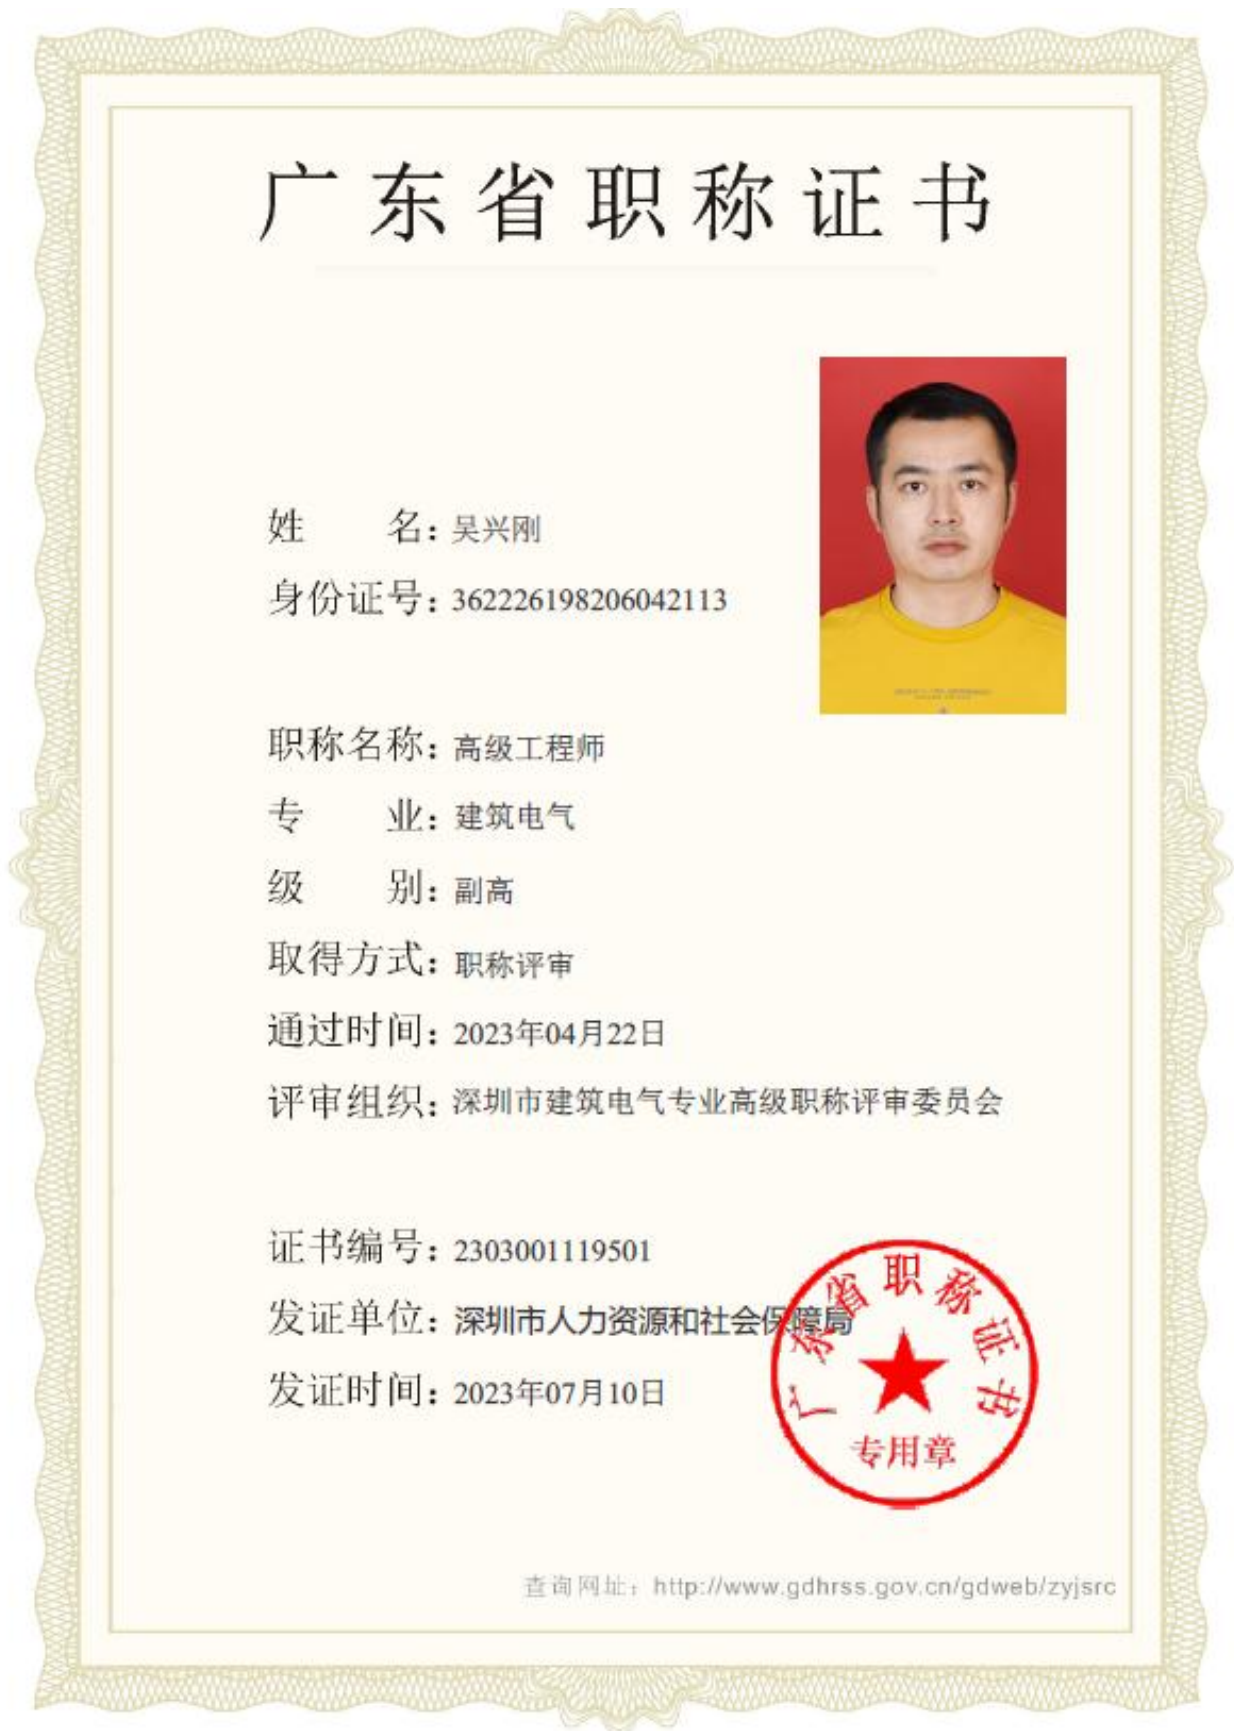 广东省职称证书
姓 名：吴兴刚
身份证号：362226198206042113
职称名称：高级工程师
专 业：建筑电气
级 别：副高
取得方式：职称评审
通过时间：2023年04月22日
评审组织：深圳市建筑电气专业高级职称评审委员会
证书编号：2303001119501
发证单位：深圳市人力资源和社会保障局
发证时间：2023年07月10日
广东省职称证书
专用章
查询网址：http://www.gdhrss.gov.cn/gdweb/zyjsrc